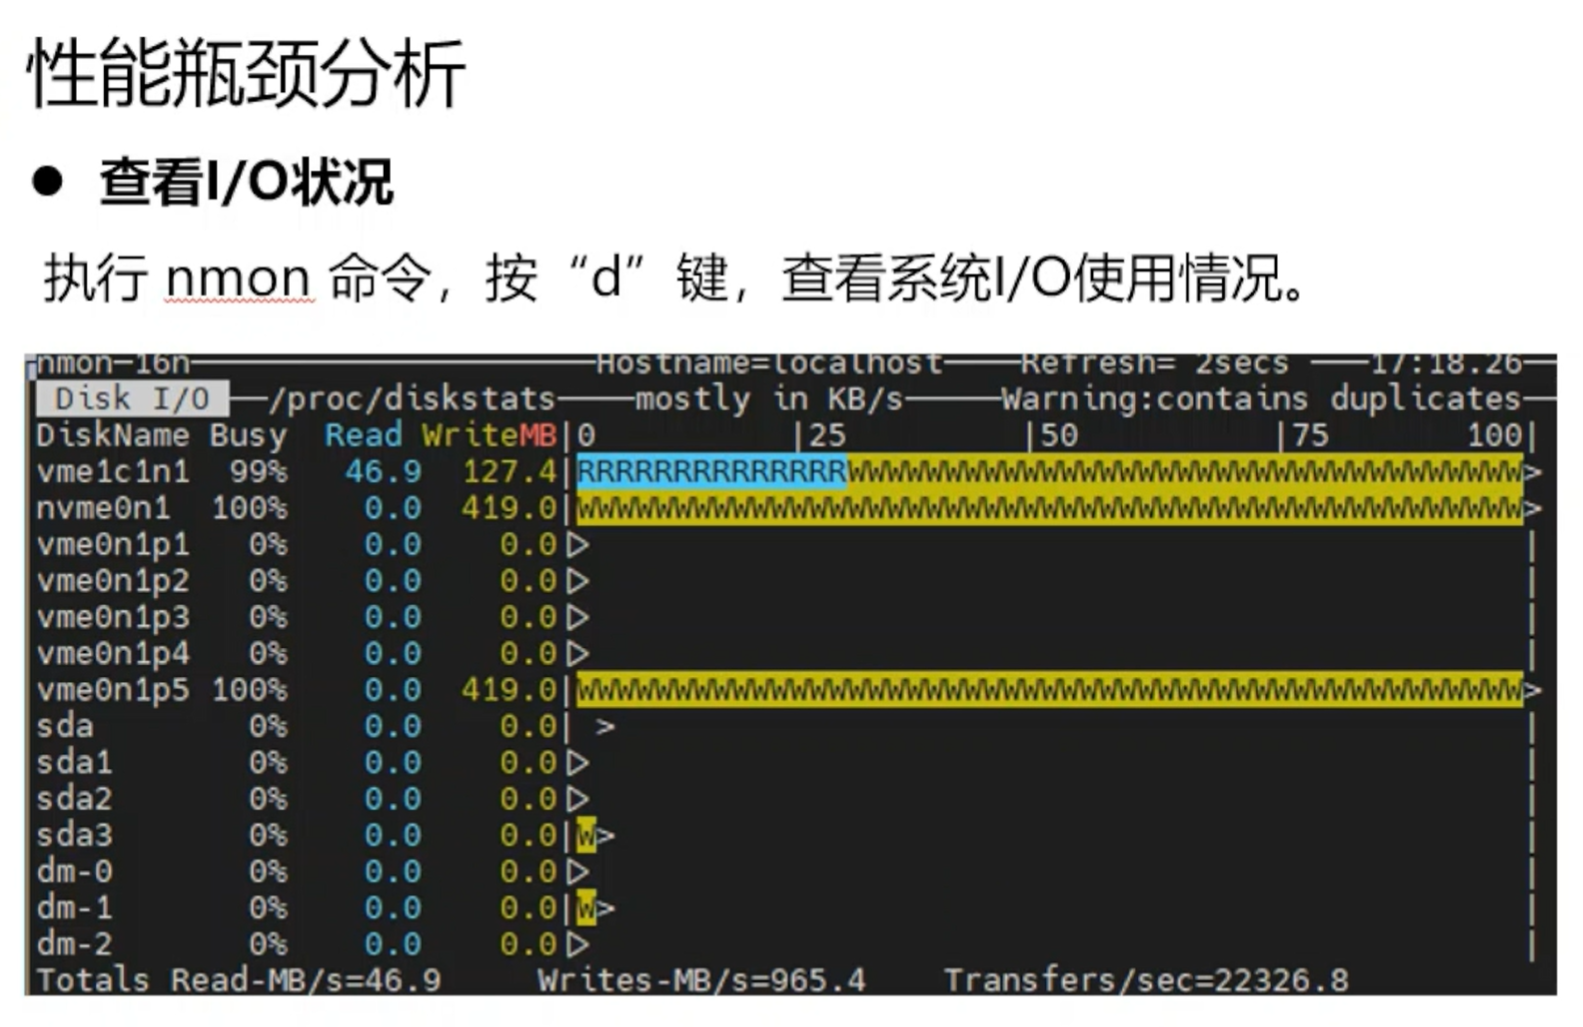 性能瓶颈分析
● 查看I/O状况
执行 nmon 命令，按“d”键，查看系统I/O使用情况。
nmon-16n Hostname=localhost Refresh= 2secs 17:18.26
Disk I/O /proc/diskstats mostly in KB/s Warning:contains duplicates
DiskName Busy Read WriteMB|0 |25 |50 |75 100|
vme1c1n1 99% 46.9 127.4|RRRRRRRRRRRRRRWWWWWWWWWWWWWWWWWWWWWWWWWWWWWWWWWWW>
nvme0n1 100% 0.0 419.0|WWWWWWWWWWWWWWWWWWWWWWWWWWWWWWWWWWWWWWWWWWWWWWWWW>
vme0n1p1 0% 0.0 0.0|> |
vme0n1p2 0% 0.0 0.0|> |
vme0n1p3 0% 0.0 0.0|> |
vme0n1p4 0% 0.0 0.0|> |
vme0n1p5 100% 0.0 419.0|WWWWWWWWWWWWWWWWWWWWWWWWWWWWWWWWWWWWWWWWWWWWWWWWW>
sda 0% 0.0 0.0| > |
sda1 0% 0.0 0.0|> |
sda2 0% 0.0 0.0|> |
sda3 0% 0.0 0.0|W> |
dm-0 0% 0.0 0.0|> |
dm-1 0% 0.0 0.0|W> |
dm-2 0% 0.0 0.0|> |
Totals Read-MB/s=46.9 Writes-MB/s=965.4 Transfers/sec=22326.8